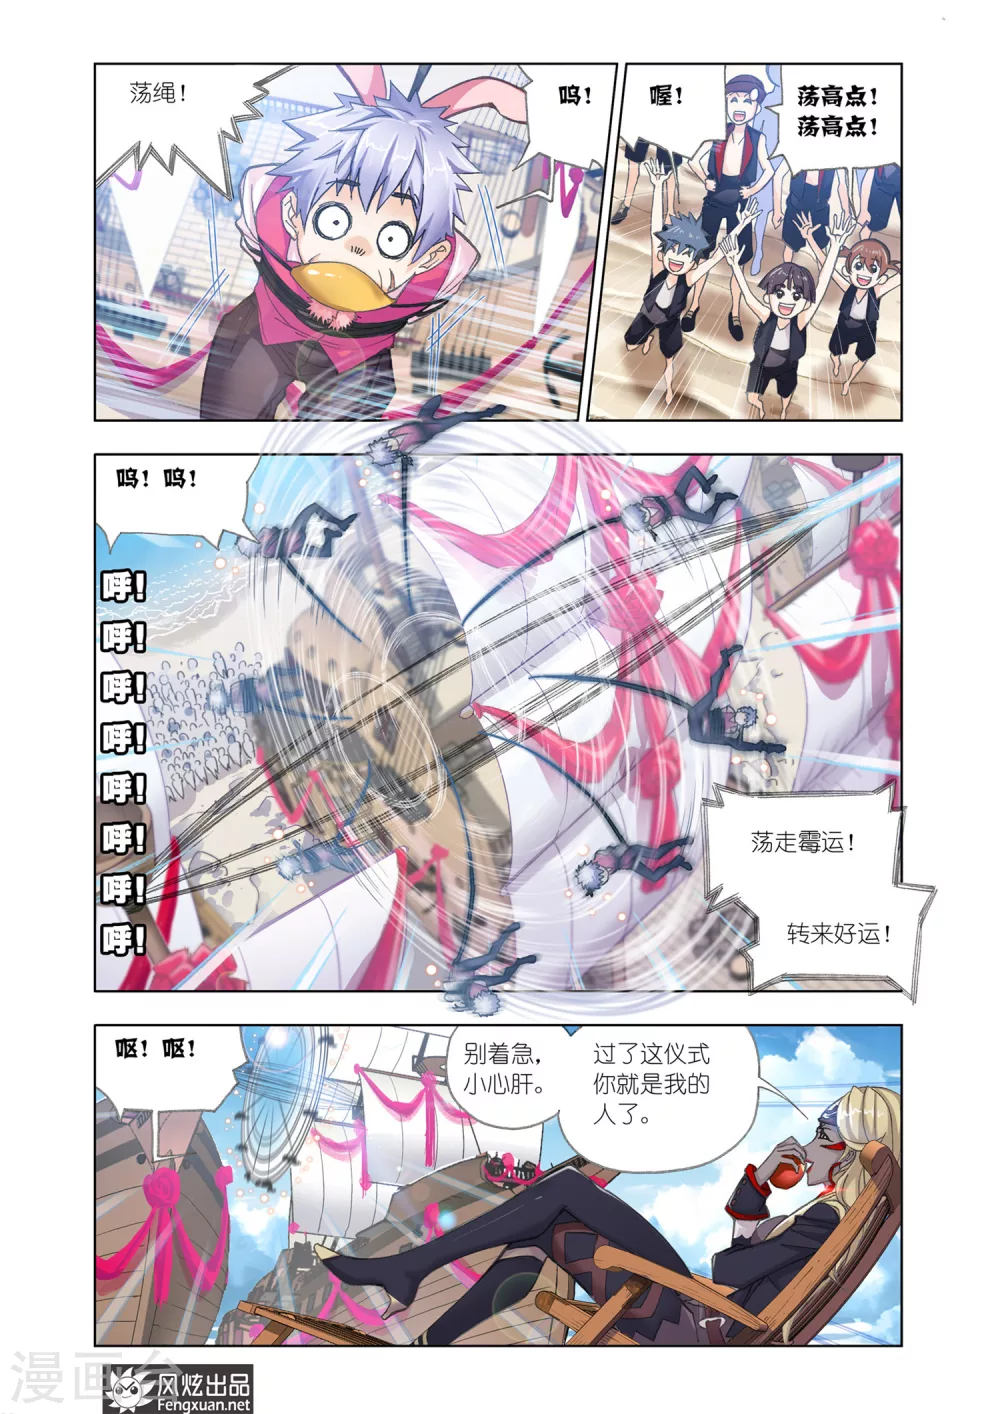 荡绳！
呜！
喔！
荡高点！
荡高点！
呜！呜！
呼！
呼！
呼！
呼！
呼！
呼！
呼！
呼！
荡走霉运！
转来好运！
呕！呕！
别着急，
小心肝。
过了这仪式
你就是我的
人了。
漫画台
风炫出品
Fengxuan.net